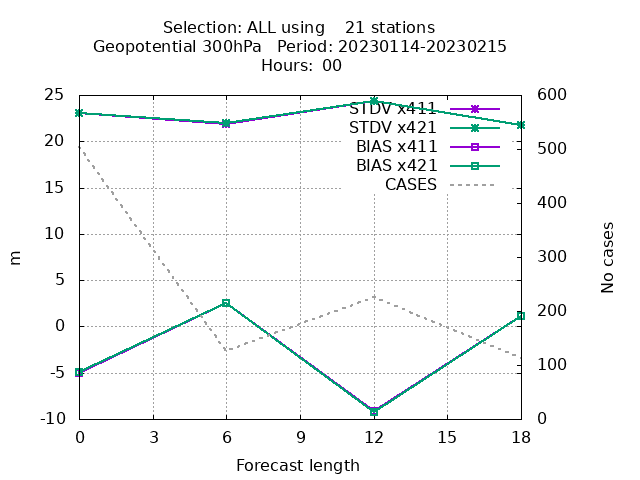 Selection: ALL using    21 stations
Geopotential 300hPa   Period: 20230114-20230215
Hours:  00
25
20
15
10
5
0
-5
-10
m
STDV x411
STDV x421
BIAS x411
BIAS x421
CASES
600
500
400
300
200
100
0
No cases
0 3 6 9 12 15 18
Forecast length